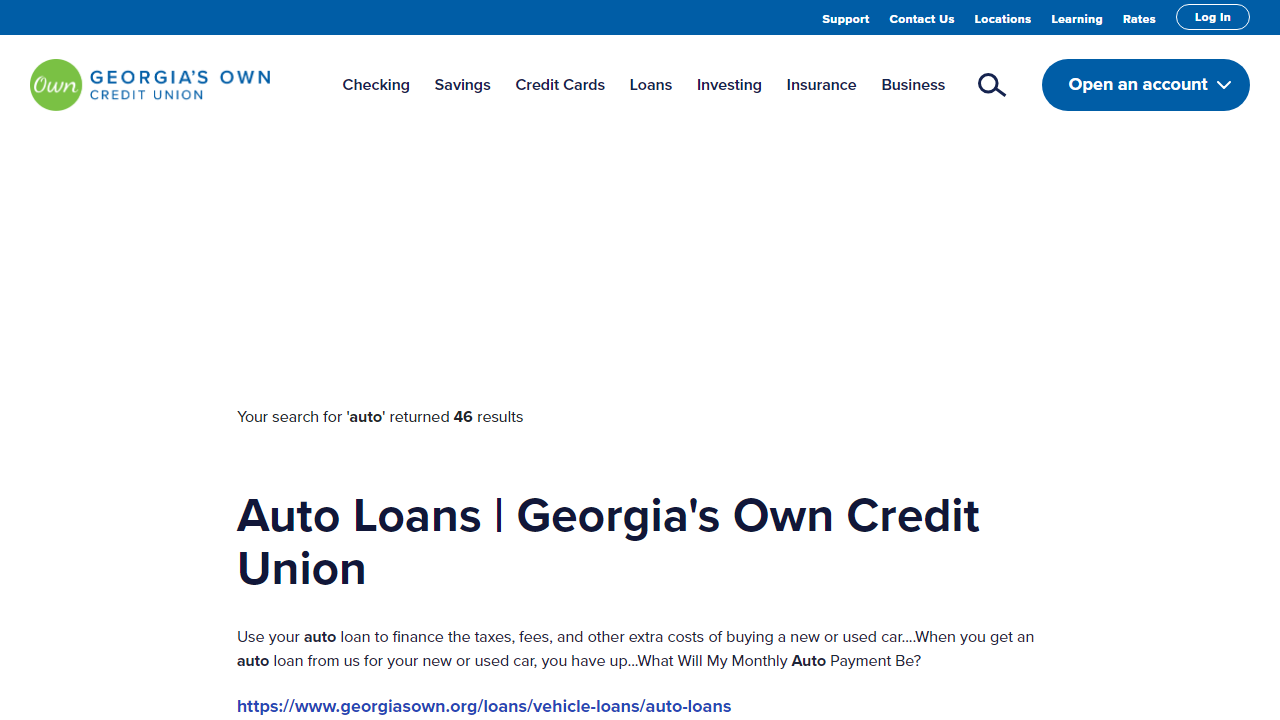 Support Contact Us Locations Learning Rates Log In
Own GEORGIA'S OWN
CREDIT UNION
Checking Savings Credit Cards Loans Investing Insurance Business Open an account
Your search for 'auto' returned 46 results
Auto Loans | Georgia's Own Credit
Union
Use your auto loan to finance the taxes, fees, and other extra costs of buying a new or used car....When you get an
auto loan from us for your new or used car, you have up...What Will My Monthly Auto Payment Be?
https://www.georgiasown.org/loans/vehicle-loans/auto-loans